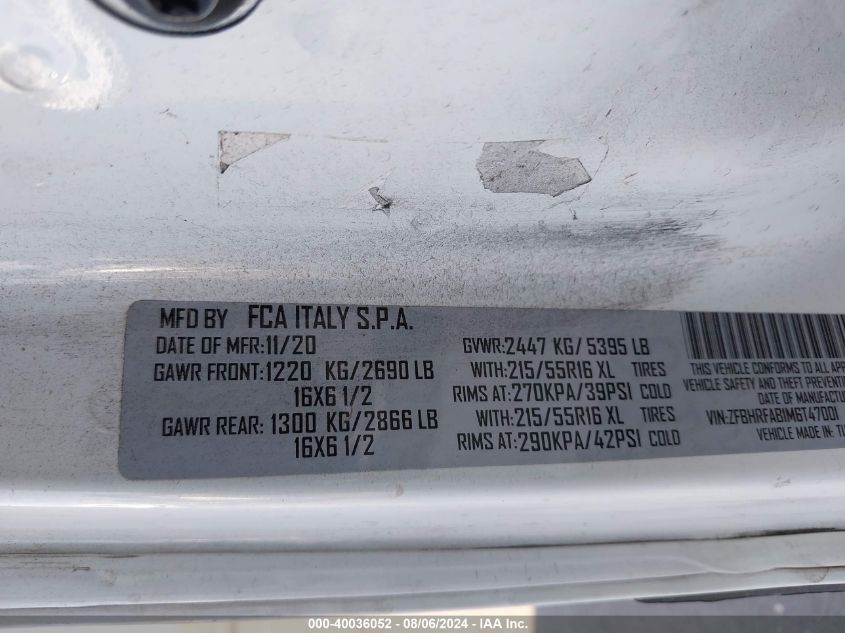 MFD BY FCA ITALY S.P.A.
DATE OF MFR:11/20 GVWR:2447 KG/ 5395 LB
GAWR FRONT:1220 KG/2690 LB WITH:215/55R16 XL TIRES
16X6 1/2 RIMS AT:270KPA/39PSI COLD
GAWR REAR: 1300 KG/2866 LB WITH:215/55R16 XL TIRES
16X6 1/2 RIMS AT:290KPA/42PSI COLD
THIS VEHICLE CONFORMS TO ALL APP
VEHICLE SAFETY AND THEFT PREVEN
DATE OF MANUFACTU
VIN:ZFBHRFAB1M6T47001
VEHICLE MADE IN: TU
000-40036052 - 08/06/2024 - IAA Inc.